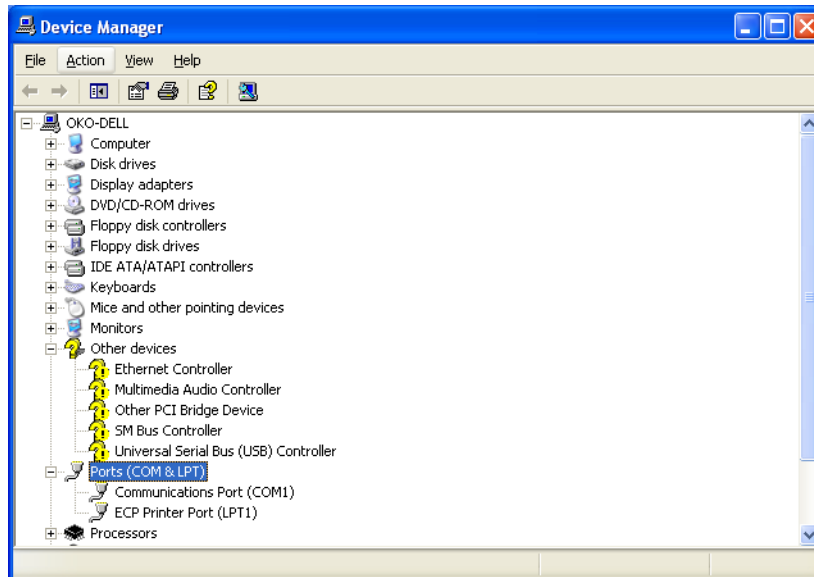 Device Manager
File Action View Help
OKO-DELL
Computer
Disk drives
Display adapters
DVD/CD-ROM drives
Floppy disk controllers
Floppy disk drives
IDE ATA/ATAPI controllers
Keyboards
Mice and other pointing devices
Monitors
Other devices
Ethernet Controller
Multimedia Audio Controller
Other PCI Bridge Device
SM Bus Controller
Universal Serial Bus (USB) Controller
Ports (COM & LPT)
Communications Port (COM1)
ECP Printer Port (LPT1)
Processors